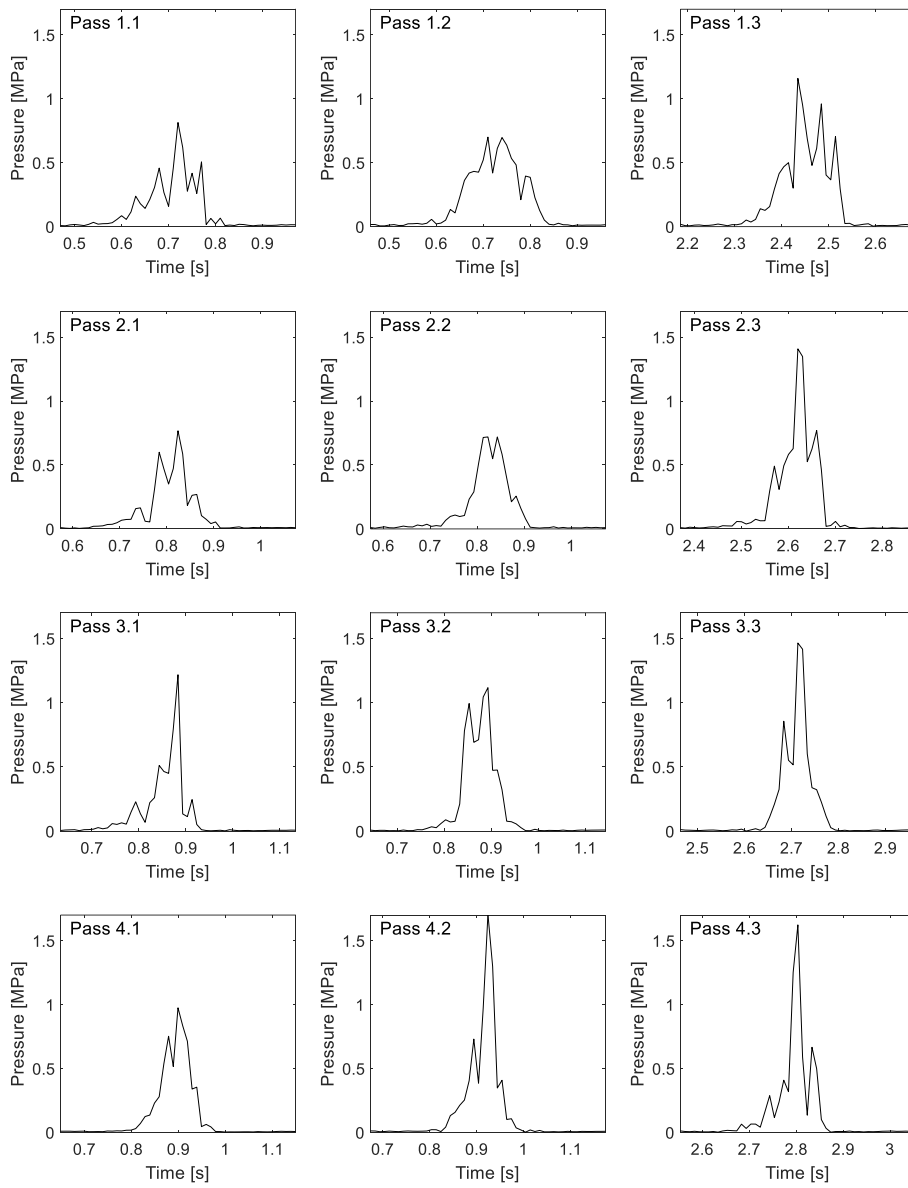 Pass 1.1
Pressure [MPa]
1.5
1
0.5
0
0.5 0.6 0.7 0.8 0.9
Time [s]
Pass 1.2
Pressure [MPa]
1.5
1
0.5
0
0.5 0.6 0.7 0.8 0.9
Time [s]
Pass 1.3
Pressure [MPa]
1.5
1
0.5
0
2.2 2.3 2.4 2.5 2.6
Time [s]
Pass 2.1
Pressure [MPa]
1.5
1
0.5
0
0.6 0.7 0.8 0.9 1
Time [s]
Pass 2.2
Pressure [MPa]
1.5
1
0.5
0
0.6 0.7 0.8 0.9 1
Time [s]
Pass 2.3
Pressure [MPa]
1.5
1
0.5
0
2.4 2.5 2.6 2.7 2.8
Time [s]
Pass 3.1
Pressure [MPa]
1.5
1
0.5
0
0.7 0.8 0.9 1 1.1
Time [s]
Pass 3.2
Pressure [MPa]
1.5
1
0.5
0
0.7 0.8 0.9 1 1.1
Time [s]
Pass 3.3
Pressure [MPa]
1.5
1
0.5
0
2.5 2.6 2.7 2.8 2.9
Time [s]
Pass 4.1
Pressure [MPa]
1.5
1
0.5
0
0.7 0.8 0.9 1 1.1
Time [s]
Pass 4.2
Pressure [MPa]
1.5
1
0.5
0
0.7 0.8 0.9 1 1.1
Time [s]
Pass 4.3
Pressure [MPa]
1.5
1
0.5
0
2.6 2.7 2.8 2.9 3
Time [s]